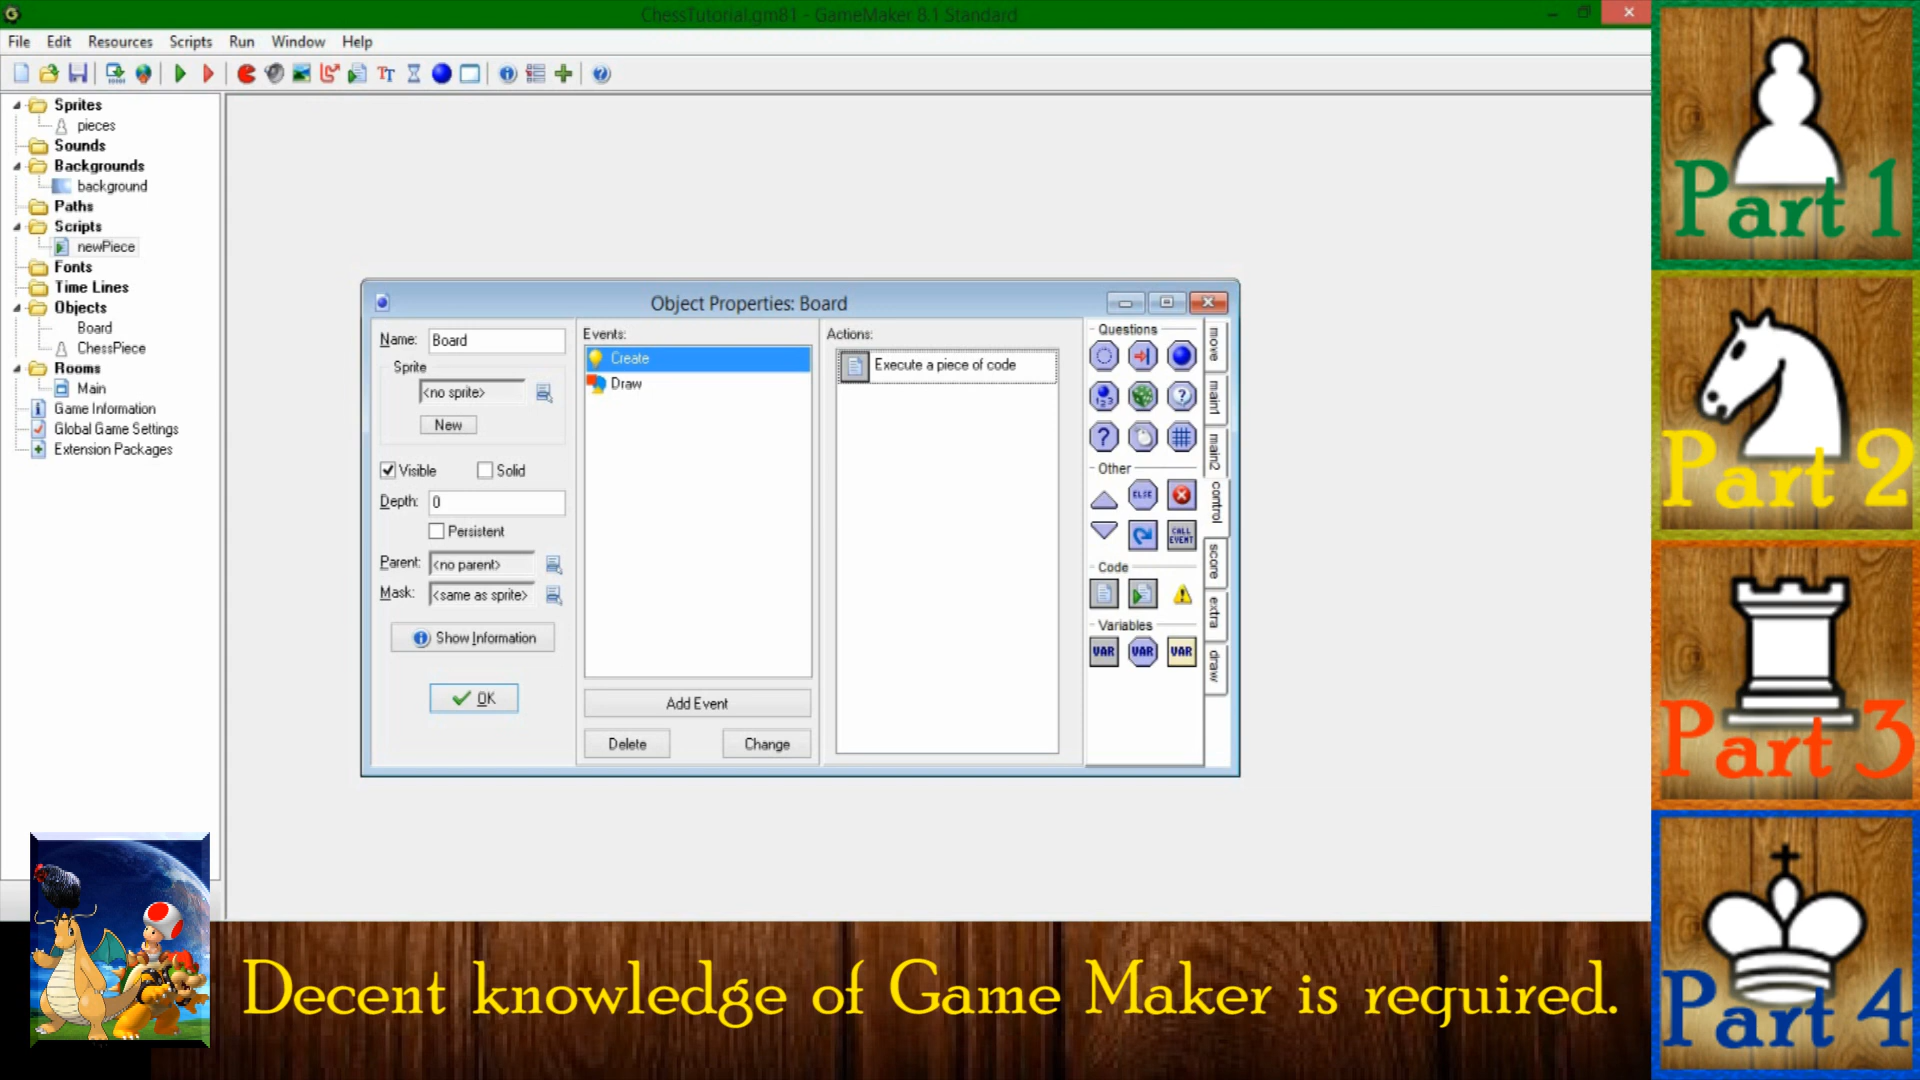 ChessTutorial.gm81 - GameMaker 8.1 Standard
File Edit Resources Scripts Run Window Help
Sprites
pieces
Sounds
Backgrounds
background
Paths
Scripts
newPiece
Fonts
Time Lines
Objects
Board
ChessPiece
Rooms
Main
Game Information
Global Game Settings
Extension Packages
Object Properties: Board
Name: Board
Sprite
<no sprite>
New
Visible
Solid
Depth: 0
Persistent
Parent: <no parent>
Mask: <same as sprite>
Show Information
OK
Events:
Create
Draw
Add Event
Delete
Change
Actions:
Execute a piece of code
Questions
Other
ELSE
CALL EVENT
Code
Variables
VAR VAR VAR
move
main1
main2
control
score
extra
draw
Part 1
Part 2
Part 3
Part 4
Decent knowledge of Game Maker is required.